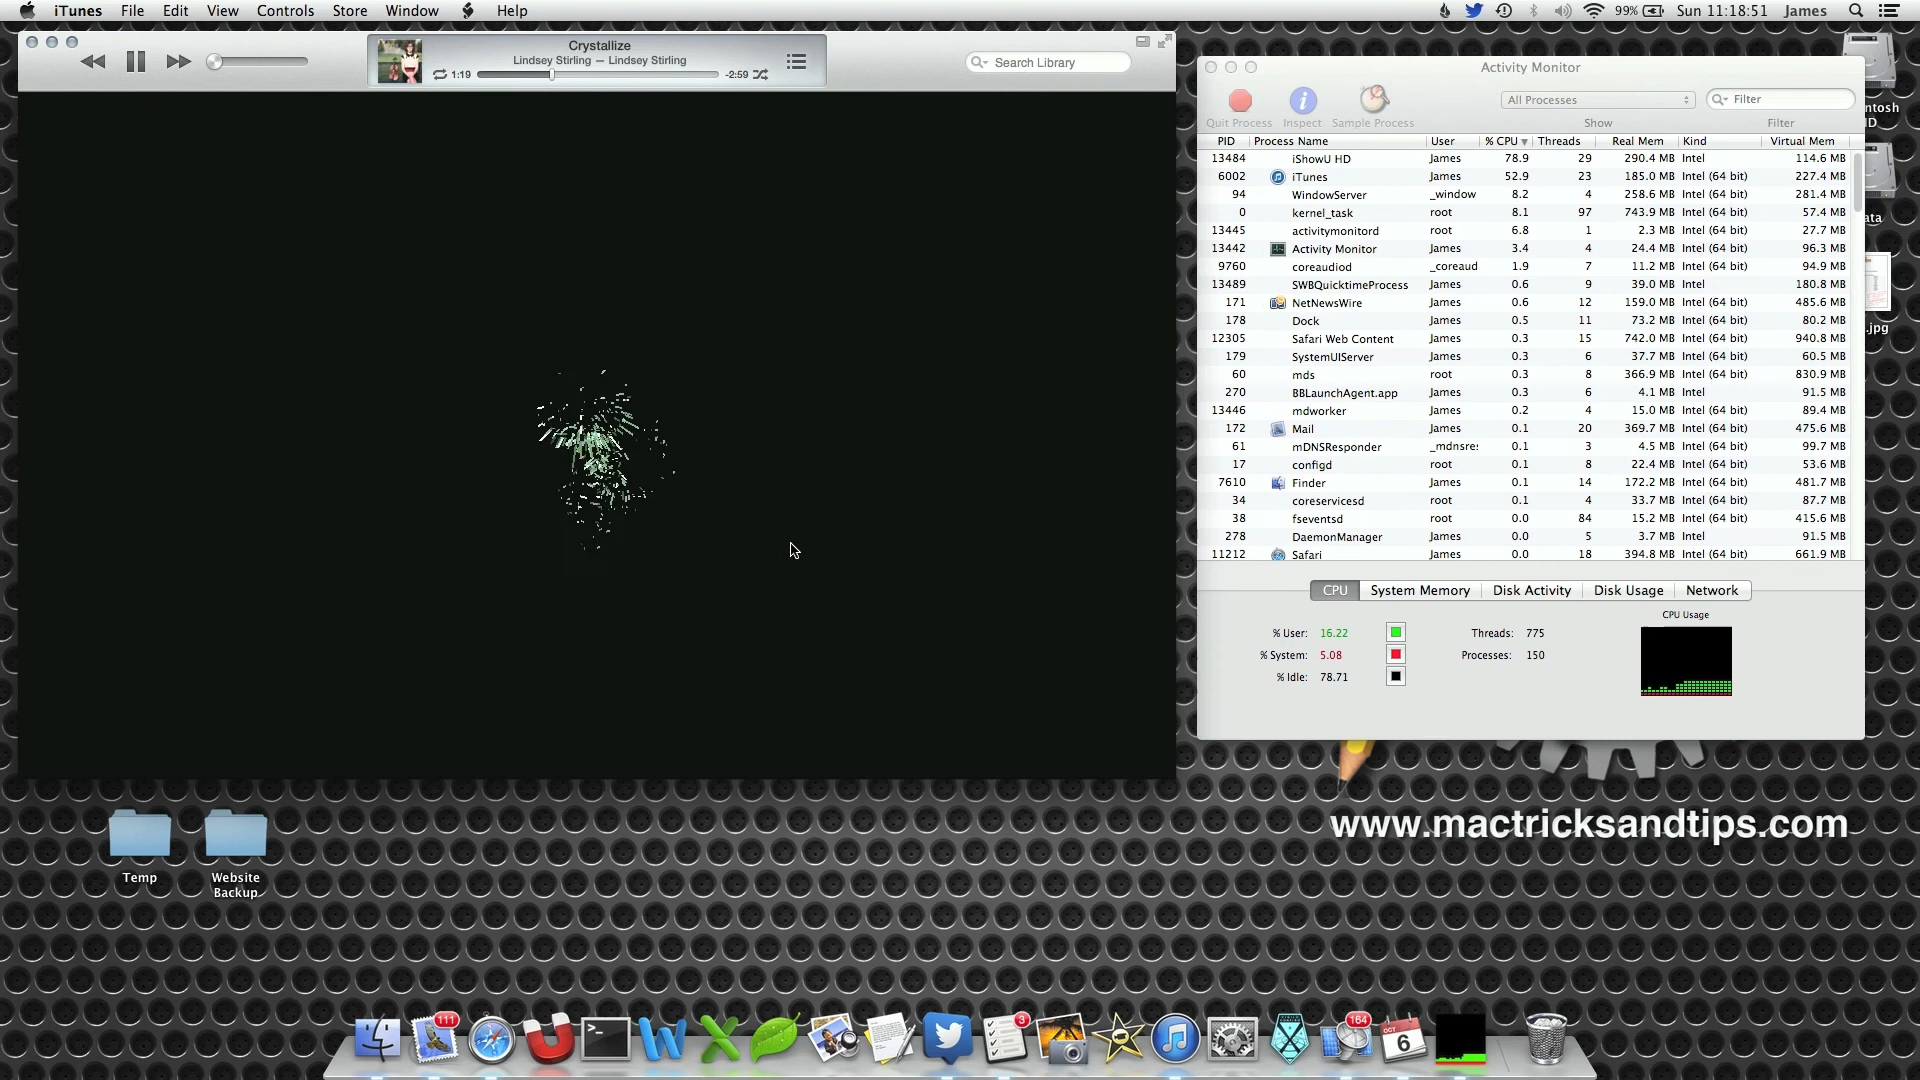 iTunes File Edit View Controls Store Window Help
99% Sun 11:18:51 James
Crystallize
Lindsey Stirling — Lindsey Stirling
1:19 -2:59
Search Library
Activity Monitor
All Processes Filter
Quit Process Inspect Sample Process Show Filter
PID Process Name User % CPU Threads Real Mem Kind Virtual Mem
13484 iShowU HD James 78.9 29 290.4 MB Intel 114.6 MB
6002 iTunes James 52.9 23 185.0 MB Intel (64 bit) 227.4 MB
94 WindowServer _window 8.2 4 258.6 MB Intel (64 bit) 281.4 MB
0 kernel_task root 8.1 97 743.9 MB Intel (64 bit) 57.4 MB
13445 activitymonitord root 6.8 1 2.3 MB Intel (64 bit) 27.7 MB
13442 Activity Monitor James 3.4 4 24.4 MB Intel (64 bit) 96.3 MB
9760 coreaudiod _coreaud 1.9 7 11.2 MB Intel (64 bit) 94.9 MB
13489 SWBQuicktimeProcess James 0.6 9 39.0 MB Intel 180.8 MB
171 NetNewsWire James 0.6 12 159.0 MB Intel (64 bit) 485.6 MB
178 Dock James 0.5 11 73.2 MB Intel (64 bit) 80.2 MB
12305 Safari Web Content James 0.3 15 742.0 MB Intel (64 bit) 940.8 MB
179 SystemUIServer James 0.3 6 37.7 MB Intel (64 bit) 60.5 MB
60 mds root 0.3 8 366.9 MB Intel (64 bit) 830.9 MB
270 BBLaunchAgent.app James 0.3 6 4.1 MB Intel 91.5 MB
13446 mdworker James 0.2 4 15.0 MB Intel (64 bit) 89.4 MB
172 Mail James 0.1 20 369.7 MB Intel (64 bit) 475.6 MB
61 mDNSResponder _mdnsre: 0.1 3 4.5 MB Intel (64 bit) 99.7 MB
17 configd root 0.1 8 22.4 MB Intel (64 bit) 53.6 MB
7610 Finder James 0.1 14 172.2 MB Intel (64 bit) 481.7 MB
34 coreservicesd root 0.1 4 33.7 MB Intel (64 bit) 87.7 MB
38 fseventsd root 0.0 84 15.2 MB Intel (64 bit) 415.6 MB
278 DaemonManager James 0.0 5 3.7 MB Intel 91.5 MB
11212 Safari James 0.0 18 394.8 MB Intel (64 bit) 661.9 MB
CPU System Memory Disk Activity Disk Usage Network
CPU Usage
% User: 16.22 Threads: 775
% System: 5.08 Processes: 150
% Idle: 78.71
ntosh
ID
ata
.jpg
www.mactricksandtips.com
Temp
Website
Backup
111 3 164
OCT
6